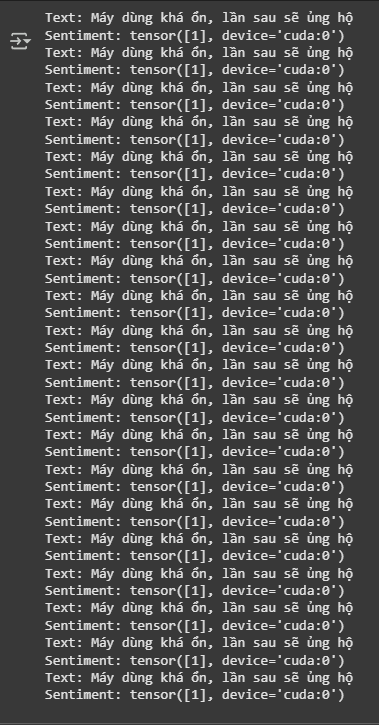 Text: Máy dùng khá ổn, lần sau sẽ ủng hộ
Sentiment: tensor([1], device='cuda:0')
Text: Máy dùng khá ổn, lần sau sẽ ủng hộ
Sentiment: tensor([1], device='cuda:0')
Text: Máy dùng khá ổn, lần sau sẽ ủng hộ
Sentiment: tensor([1], device='cuda:0')
Text: Máy dùng khá ổn, lần sau sẽ ủng hộ
Sentiment: tensor([1], device='cuda:0')
Text: Máy dùng khá ổn, lần sau sẽ ủng hộ
Sentiment: tensor([1], device='cuda:0')
Text: Máy dùng khá ổn, lần sau sẽ ủng hộ
Sentiment: tensor([1], device='cuda:0')
Text: Máy dùng khá ổn, lần sau sẽ ủng hộ
Sentiment: tensor([1], device='cuda:0')
Text: Máy dùng khá ổn, lần sau sẽ ủng hộ
Sentiment: tensor([1], device='cuda:0')
Text: Máy dùng khá ổn, lần sau sẽ ủng hộ
Sentiment: tensor([1], device='cuda:0')
Text: Máy dùng khá ổn, lần sau sẽ ủng hộ
Sentiment: tensor([1], device='cuda:0')
Text: Máy dùng khá ổn, lần sau sẽ ủng hộ
Sentiment: tensor([1], device='cuda:0')
Text: Máy dùng khá ổn, lần sau sẽ ủng hộ
Sentiment: tensor([1], device='cuda:0')
Text: Máy dùng khá ổn, lần sau sẽ ủng hộ
Sentiment: tensor([1], device='cuda:0')
Text: Máy dùng khá ổn, lần sau sẽ ủng hộ
Sentiment: tensor([1], device='cuda:0')
Text: Máy dùng khá ổn, lần sau sẽ ủng hộ
Sentiment: tensor([1], device='cuda:0')
Text: Máy dùng khá ổn, lần sau sẽ ủng hộ
Sentiment: tensor([1], device='cuda:0')
Text: Máy dùng khá ổn, lần sau sẽ ủng hộ
Sentiment: tensor([1], device='cuda:0')
Text: Máy dùng khá ổn, lần sau sẽ ủng hộ
Sentiment: tensor([1], device='cuda:0')
Text: Máy dùng khá ổn, lần sau sẽ ủng hộ
Sentiment: tensor([1], device='cuda:0')
Text: Máy dùng khá ổn, lần sau sẽ ủng hộ
Sentiment: tensor([1], device='cuda:0')